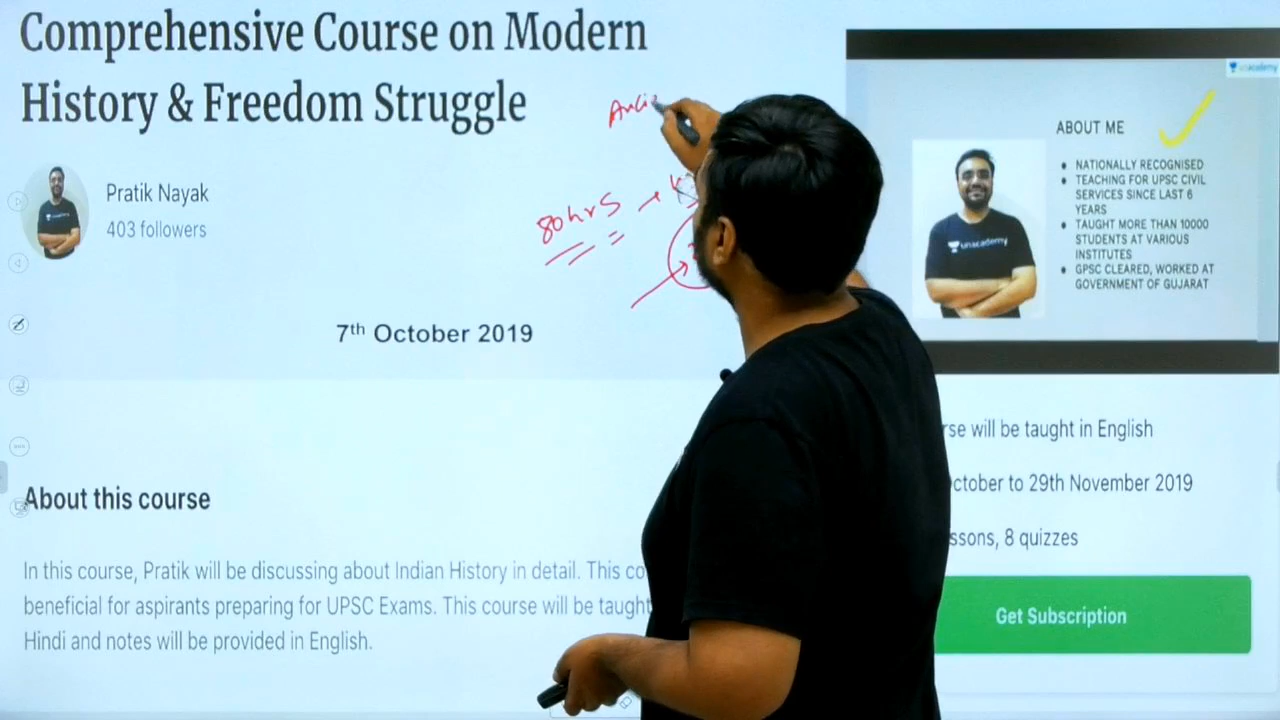 Comprehensive Course on Modern
History & Freedom Struggle
Pratik Nayak
403 followers
7th October 2019
80hrS +
About this course
In this course, Pratik will be discussing about Indian History in detail. This co
beneficial for aspirants preparing for UPSC Exams. This course will be taught
Hindi and notes will be provided in English.
unacademy
ABOUT ME
• NATIONALLY RECOGNISED
• TEACHING FOR UPSC CIVIL
SERVICES SINCE LAST 6
YEARS
• TAUGHT MORE THAN 10000
STUDENTS AT VARIOUS
INSTITUTES
• GPSC CLEARED, WORKED AT
GOVERNMENT OF GUJARAT
unacademy
rse will be taught in English
ctober to 29th November 2019
ssons, 8 quizzes
Get Subscription